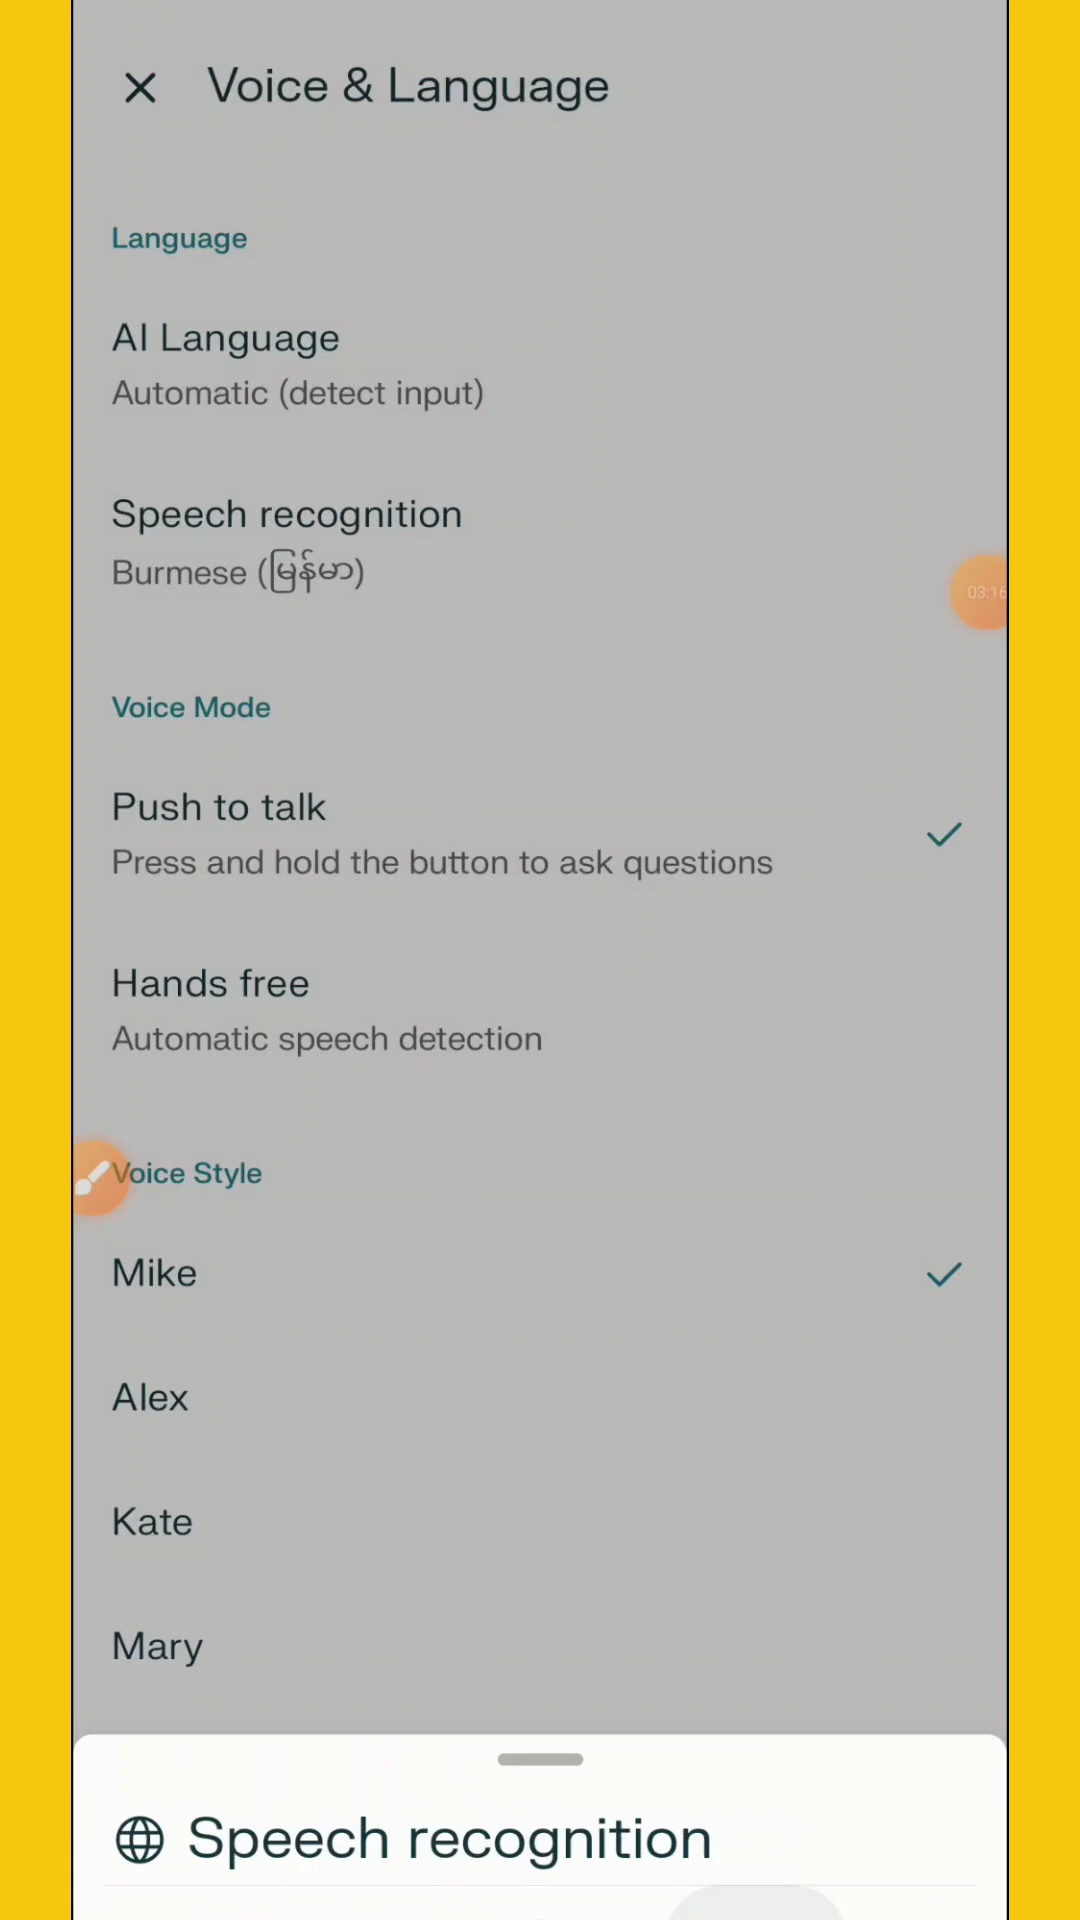 Voice & Language
Language
AI Language
Automatic (detect input)
Speech recognition
Burmese (မြန်မာ)
03:16
Voice Mode
Push to talk
Press and hold the button to ask questions
Hands free
Automatic speech detection
Voice Style
Mike
Alex
Kate
Mary
Speech recognition